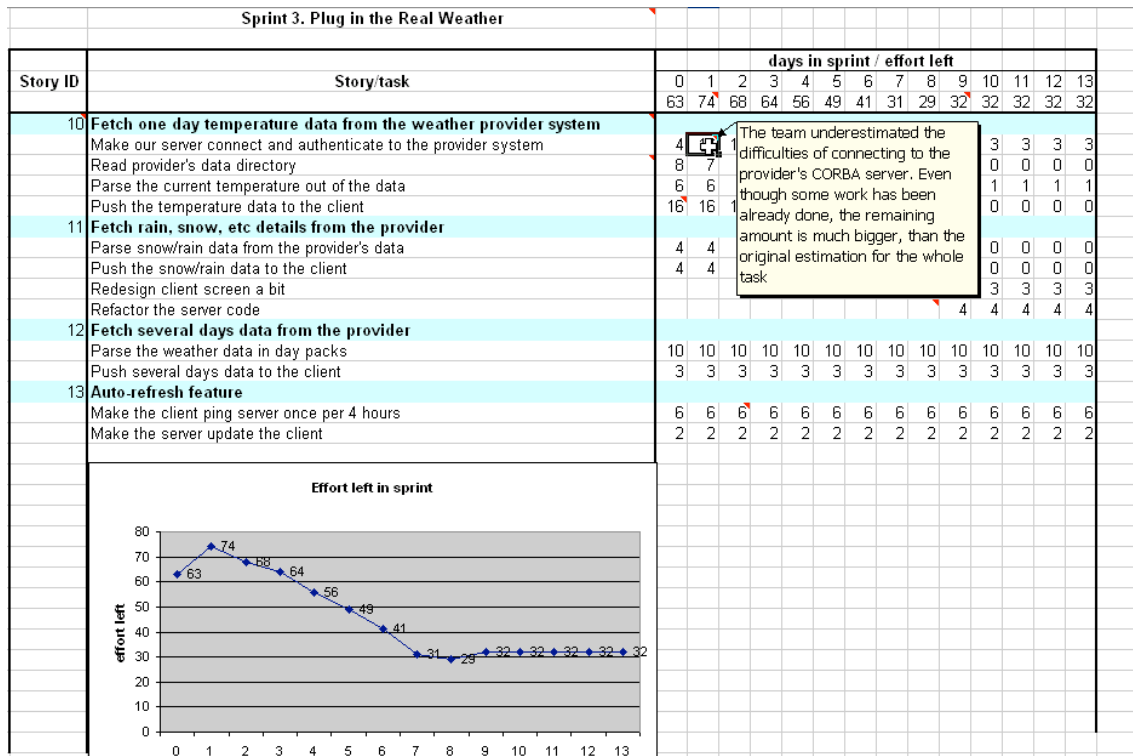 Sprint 3. Plug in the Real Weather
days in sprint / effort left
Story ID Story/task 0 1 2 3 4 5 6 7 8 9 10 11 12 13
63 74 68 64 56 49 41 31 29 32 32 32 32 32
10 Fetch one day temperature data from the weather provider system
Make our server connect and authenticate to the provider system 4 3 3 3 3
Read provider's data directory 8 7 0 0 0 0
Parse the current temperature out of the data 6 6 1 1 1 1
Push the temperature data to the client 16 16 0 0 0 0
11 Fetch rain, snow, etc details from the provider
Parse snow/rain data from the provider's data 4 4 0 0 0 0
Push the snow/rain data to the client 4 4 0 0 0 0
Redesign client screen a bit 3 3 3 3
Refactor the server code 4 4 4 4 4
12 Fetch several days data from the provider
Parse the weather data in day packs 10 10 10 10 10 10 10 10 10 10 10 10 10 10
Push several days data to the client 3 3 3 3 3 3 3 3 3 3 3 3 3 3
13 Auto-refresh feature
Make the client ping server once per 4 hours 6 6 6 6 6 6 6 6 6 6 6 6 6 6
Make the server update the client 2 2 2 2 2 2 2 2 2 2 2 2 2 2
The team underestimated the
difficulties of connecting to the
provider's CORBA server. Even
though some work has been
already done, the remaining
amount is much bigger, than the
original estimation for the whole
task
Effort left in sprint
effort left
80
70
60
50
40
30
20
10
0
63 74 68 64 56 49 41 31 29 32 32 32 32 32
0 1 2 3 4 5 6 7 8 9 10 11 12 13